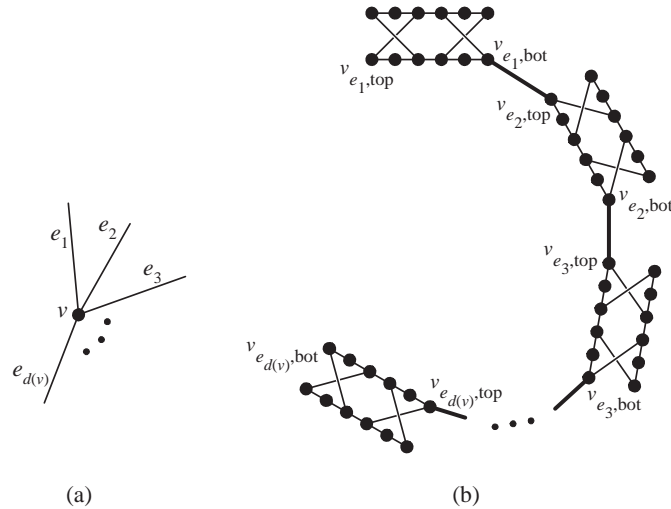 v_{e_1,top}
v_{e_1,bot}
v_{e_2,top}
v_{e_2,bot}
e_1
e_2
e_3
v
e_{d(v)}
v_{e_3,top}
v_{e_{d(v)},bot}
v_{e_{d(v)},top}
v_{e_3,bot}
(a)
(b)